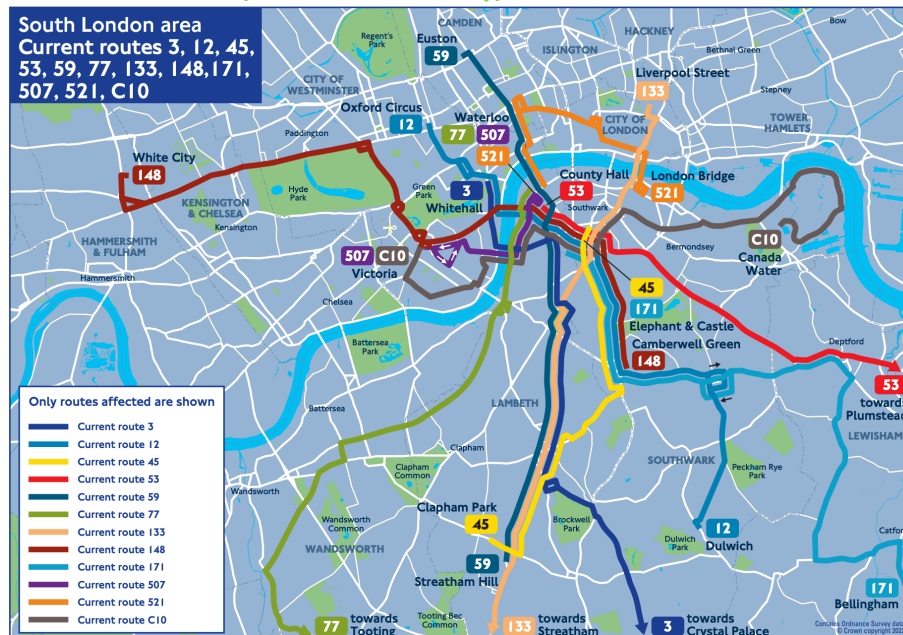 South London area
Current routes 3, 12, 45,
53, 59, 77, 133, 148,171,
507, 521, C10
CAMDEN
Euston
59
Regent's
Park
ISLINGTON
HACKNEY
Bow
Bethnal Green
Liverpool Street
133
Stepney
CITY OF
WESTMINSTER
Oxford Circus
12
Waterloo
77
507
521
CITY OF
LONDON
TOWER
HAMLETS
Paddington
White City
148
Hyde
Park
Green
Park
3
Whitehall
County Hall
53
London Bridge
521
Southwark
KENSINGTON
& CHELSEA
Kensington
HAMMERSMITH
& FULHAM
Hammersmith
507
C10
Victoria
Bermondsey
C10
Canada
Water
Chelsea
45
171
Elephant & Castle
Camberwell Green
148
Battersea
Park
Deptford
53
towards
Plumstead
LEWISHAM
Only routes affected are shown
Current route 3
Current route 12
Current route 45
Current route 53
Current route 59
Current route 77
Current route 133
Current route 148
Current route 171
Current route 507
Current route 521
Current route C10
Battersea
LAMBETH
Clapham
Clapham
Common
SOUTHWARK
Peckham Rye
Park
Wandsworth
Clapham Park
45
Wandsworth
Common
WANDSWORTH
Brockwell
Park
12
Dulwich
Dulwich
Park
Catfo
59
Streatham Hill
171
Bellingham
Tooting Bec
Common
77
towards
Tooting
133
towards
Streatham
3
towards
Crystal Palace
Contains Ordnance Survey data
© Crown copyright 202